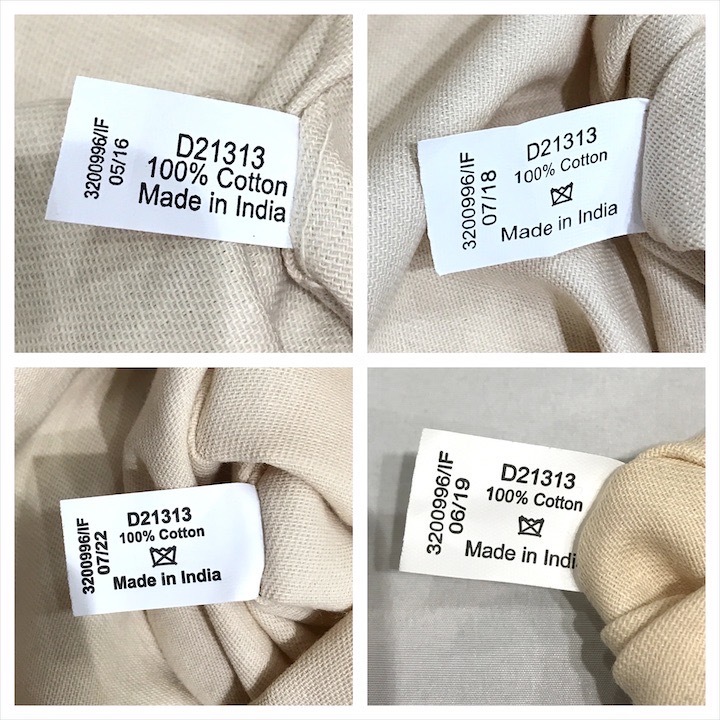 3200996/IF
05/16
D21313
100% Cotton
Made in India
3200996/IF
07/18
D21313
100% Cotton
Made in India
3200996/IF
07/22
D21313
100% Cotton
Made in India
3200996/IF
06/19
D21313
100% Cotton
Made in Indi